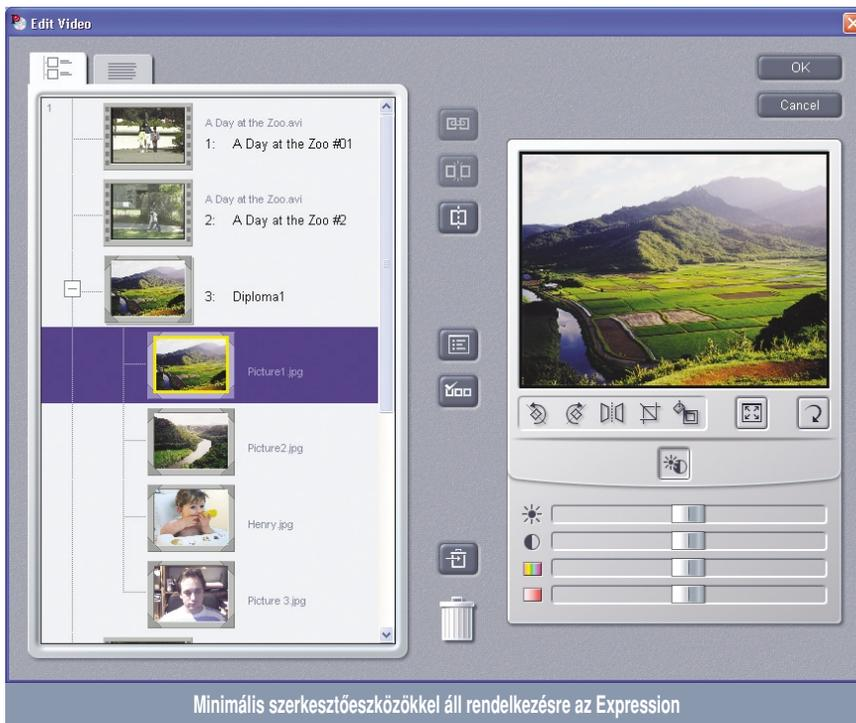 Edit Video
OK
Cancel
1
A Day at the Zoo.avi
1: A Day at the Zoo #01
A Day at the Zoo.avi
2: A Day at the Zoo #2
3: Diploma1
Picture1.jpg
Picture2.jpg
Henry.jpg
Picture 3.jpg
Minimális szerkesztőeszközökkel áll rendelkezésre az Expression